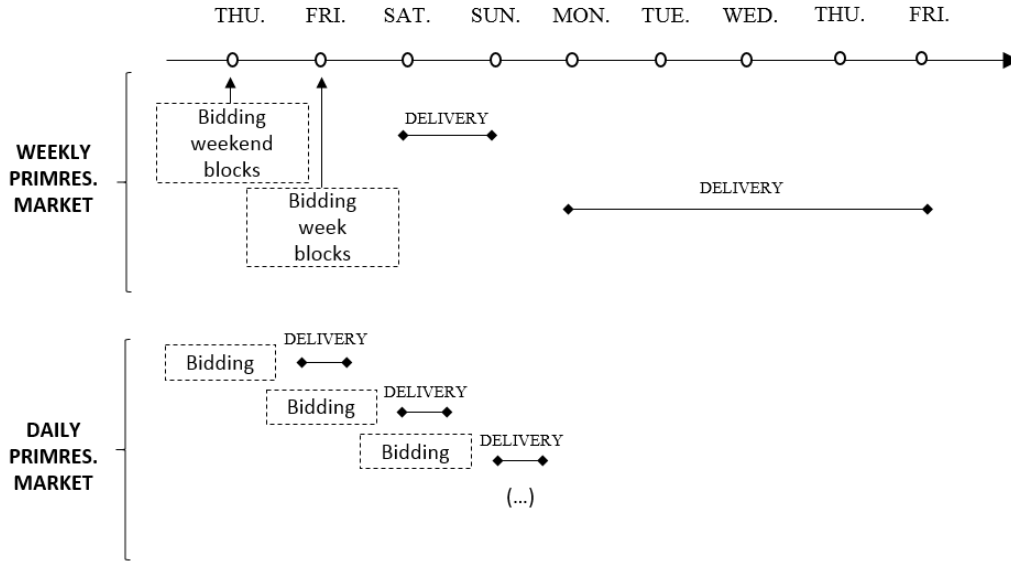 THU. FRI. SAT. SUN. MON. TUE. WED. THU. FRI.
WEEKLY
PRIMRES.
MARKET
Bidding
weekend
blocks
DELIVERY
Bidding
week
blocks
DELIVERY
DAILY
PRIMRES.
MARKET
Bidding
DELIVERY
Bidding
DELIVERY
Bidding
DELIVERY
(...)